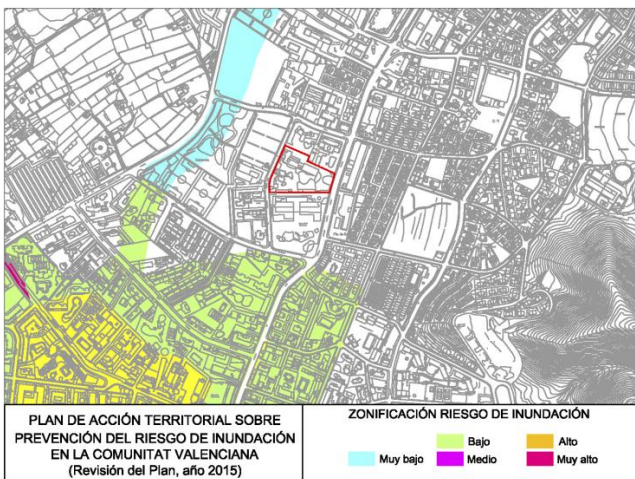 PLAN DE ACCIÓN TERRITORIAL SOBRE
PREVENCIÓN DEL RIESGO DE INUNDACIÓN
EN LA COMUNITAT VALENCIANA
(Revisión del Plan, año 2015)
ZONIFICACIÓN RIESGO DE INUNDACIÓN
Bajo
Alto
Muy bajo
Medio
Muy alto